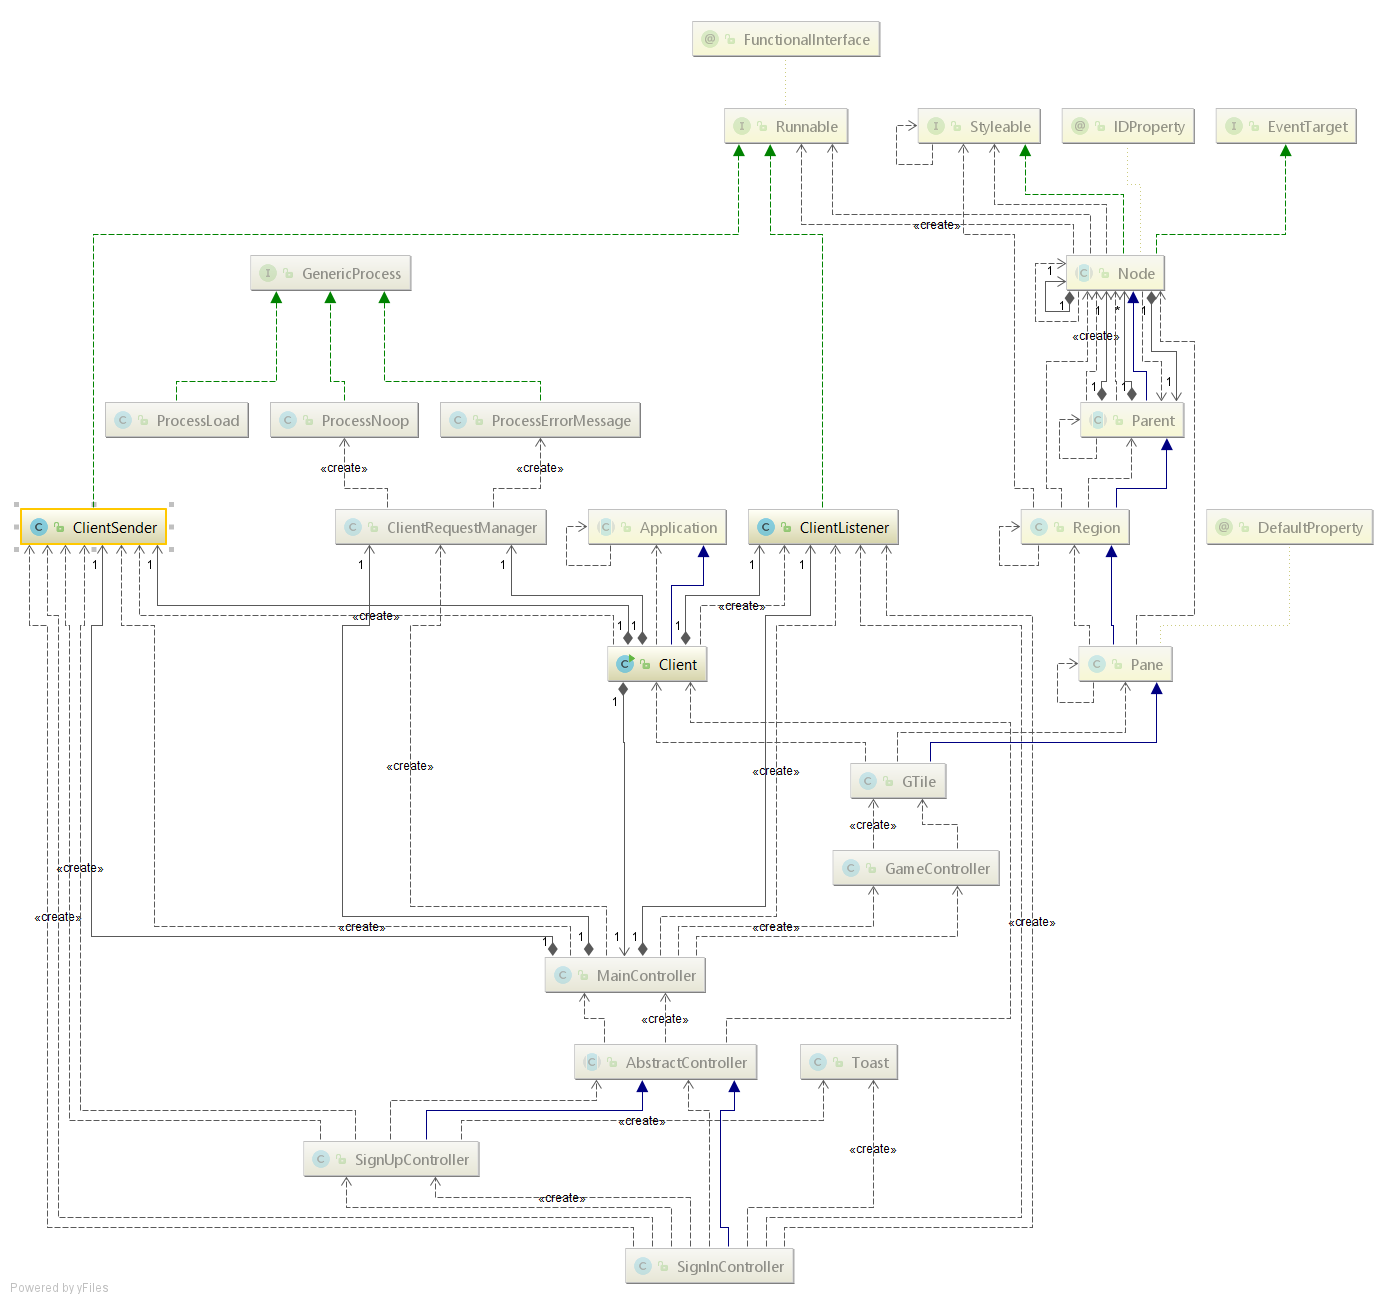 FunctionalInterface
Runnable
Styleable
IDProperty
EventTarget
«create»
GenericProcess
Node
1
1
1
*
1
«create»
1
1
1
ProcessLoad
ProcessNoop
ProcessErrorMessage
Parent
«create»
«create»
ClientSender
ClientRequestManager
Application
ClientListener
Region
DefaultProperty
1
1
1
1
1
1
«create»
«create»
1
1
1
Client
Pane
1
«create»
«create»
GTile
«create»
«create»
GameController
«create»
«create»
«create»
«create»
1
1
1
1
MainController
«create»
AbstractController
Toast
«create»
«create»
SignUpController
«create»
SignInController
Powered by yFiles